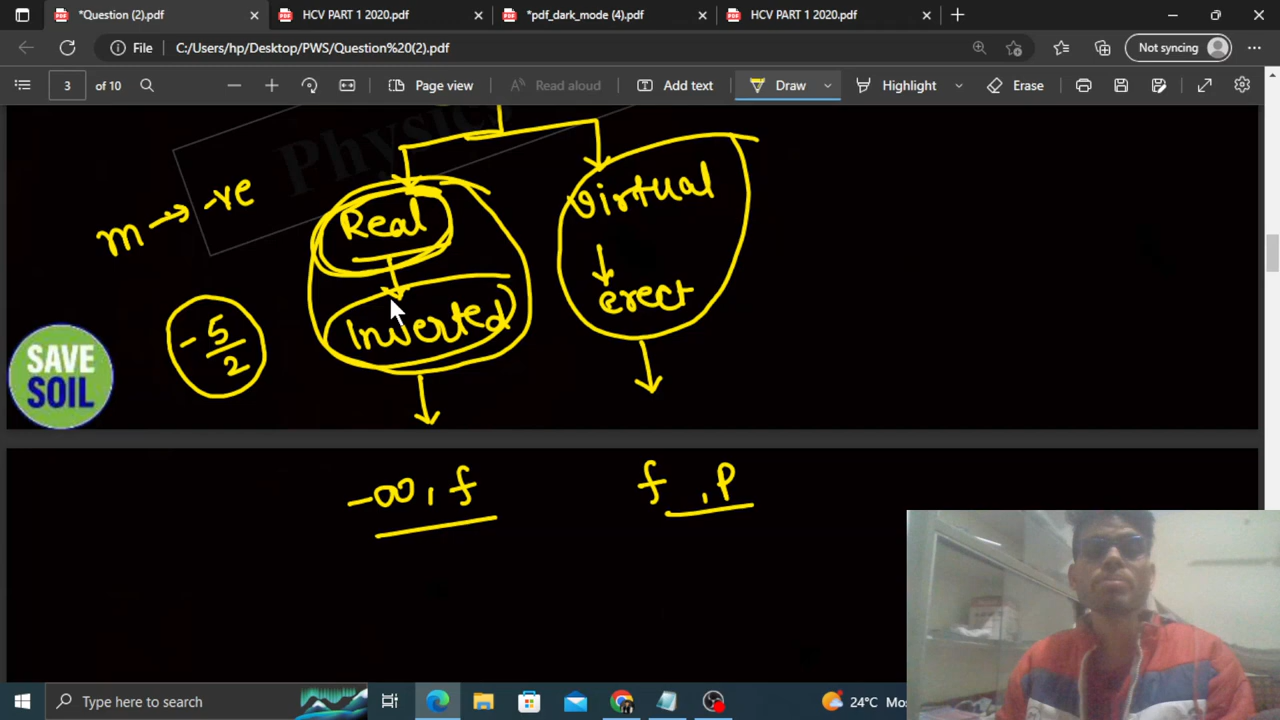 *Question (2).pdf
HCV PART 1 2020.pdf
*pdf_dark_mode (4).pdf
HCV PART 1 2020.pdf
File C:/Users/hp/Desktop/PWS/Question%20(2).pdf
Not syncing
3 of 10
Page view
Read aloud
Add text
Draw
Highlight
Erase
Physics
m → -ve
Real
virtual
Inverted
erect
-5/2
SAVE
SOIL
-∞, f
f, P
Type here to search
24°C Mos